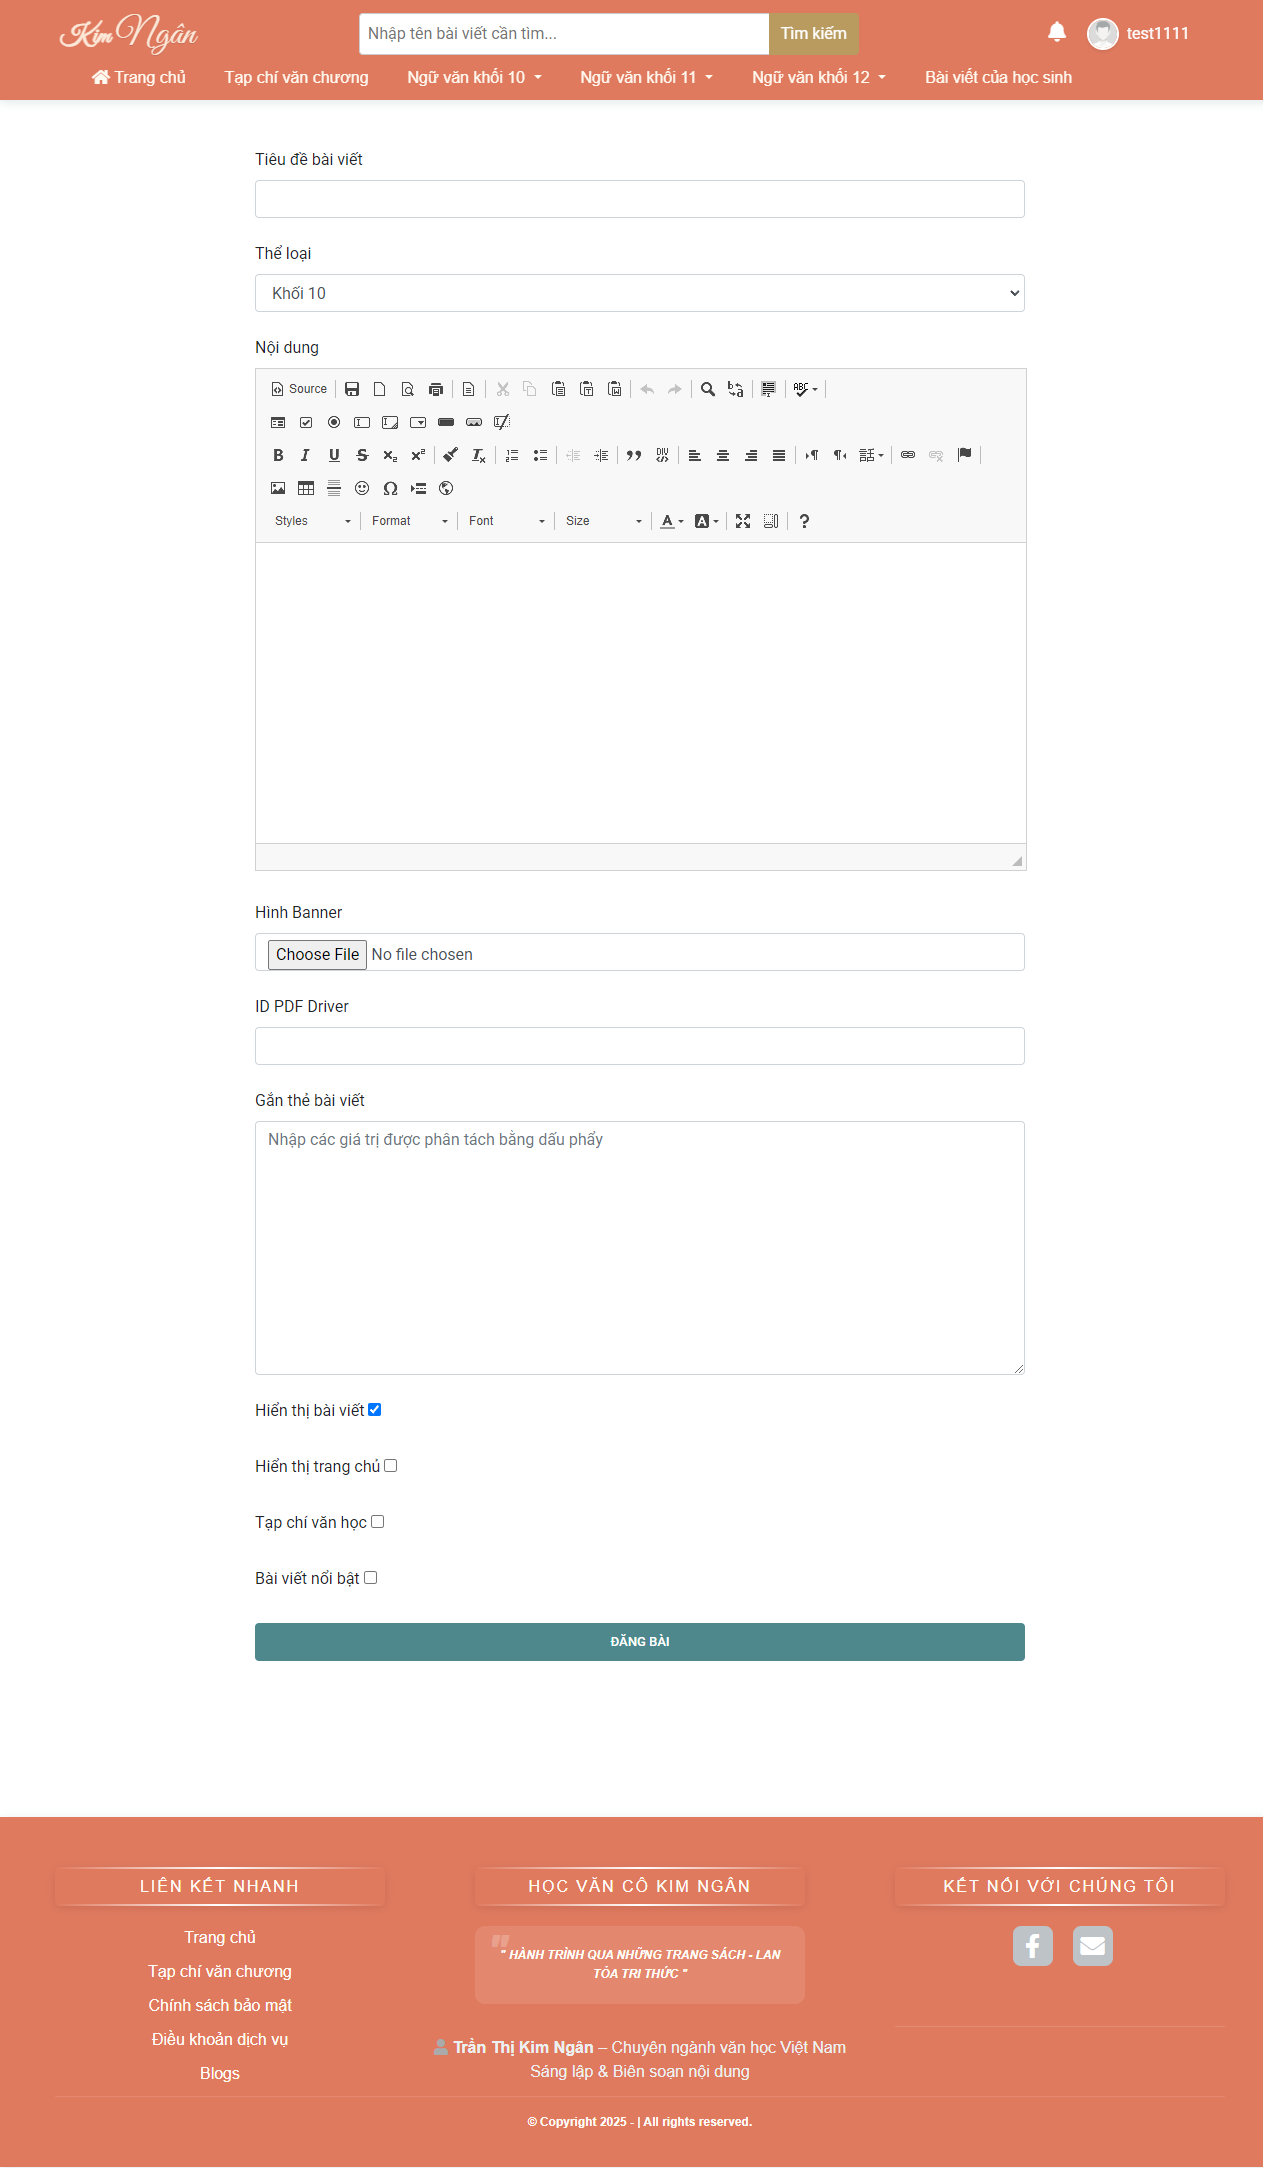 Kim Ngân
Nhập tên bài viết cần tìm...
Tìm kiếm
test1111
Trang chủ
Tạp chí văn chương
Ngữ văn khối 10
Ngữ văn khối 11
Ngữ văn khối 12
Bài viết của học sinh
Tiêu đề bài viết
Thể loại
Khối 10
Nội dung
Source
Styles
Format
Font
Size
Hình Banner
Choose File No file chosen
ID PDF Driver
Gắn thẻ bài viết
Nhập các giá trị được phân tách bằng dấu phẩy
Hiển thị bài viết
Hiển thị trang chủ
Tạp chí văn học
Bài viết nổi bật
ĐĂNG BÀI
LIÊN KẾT NHANH
Trang chủ
Tạp chí văn chương
Chính sách bảo mật
Điều khoản dịch vụ
Blogs
HỌC VĂN CÔ KIM NGÂN
" HÀNH TRÌNH QUA NHỮNG TRANG SÁCH - LAN
TỎA TRI THỨC "
Trần Thị Kim Ngân – Chuyên ngành văn học Việt Nam
Sáng lập & Biên soạn nội dung
KẾT NỐI VỚI CHÚNG TÔI
© Copyright 2025 - | All rights reserved.